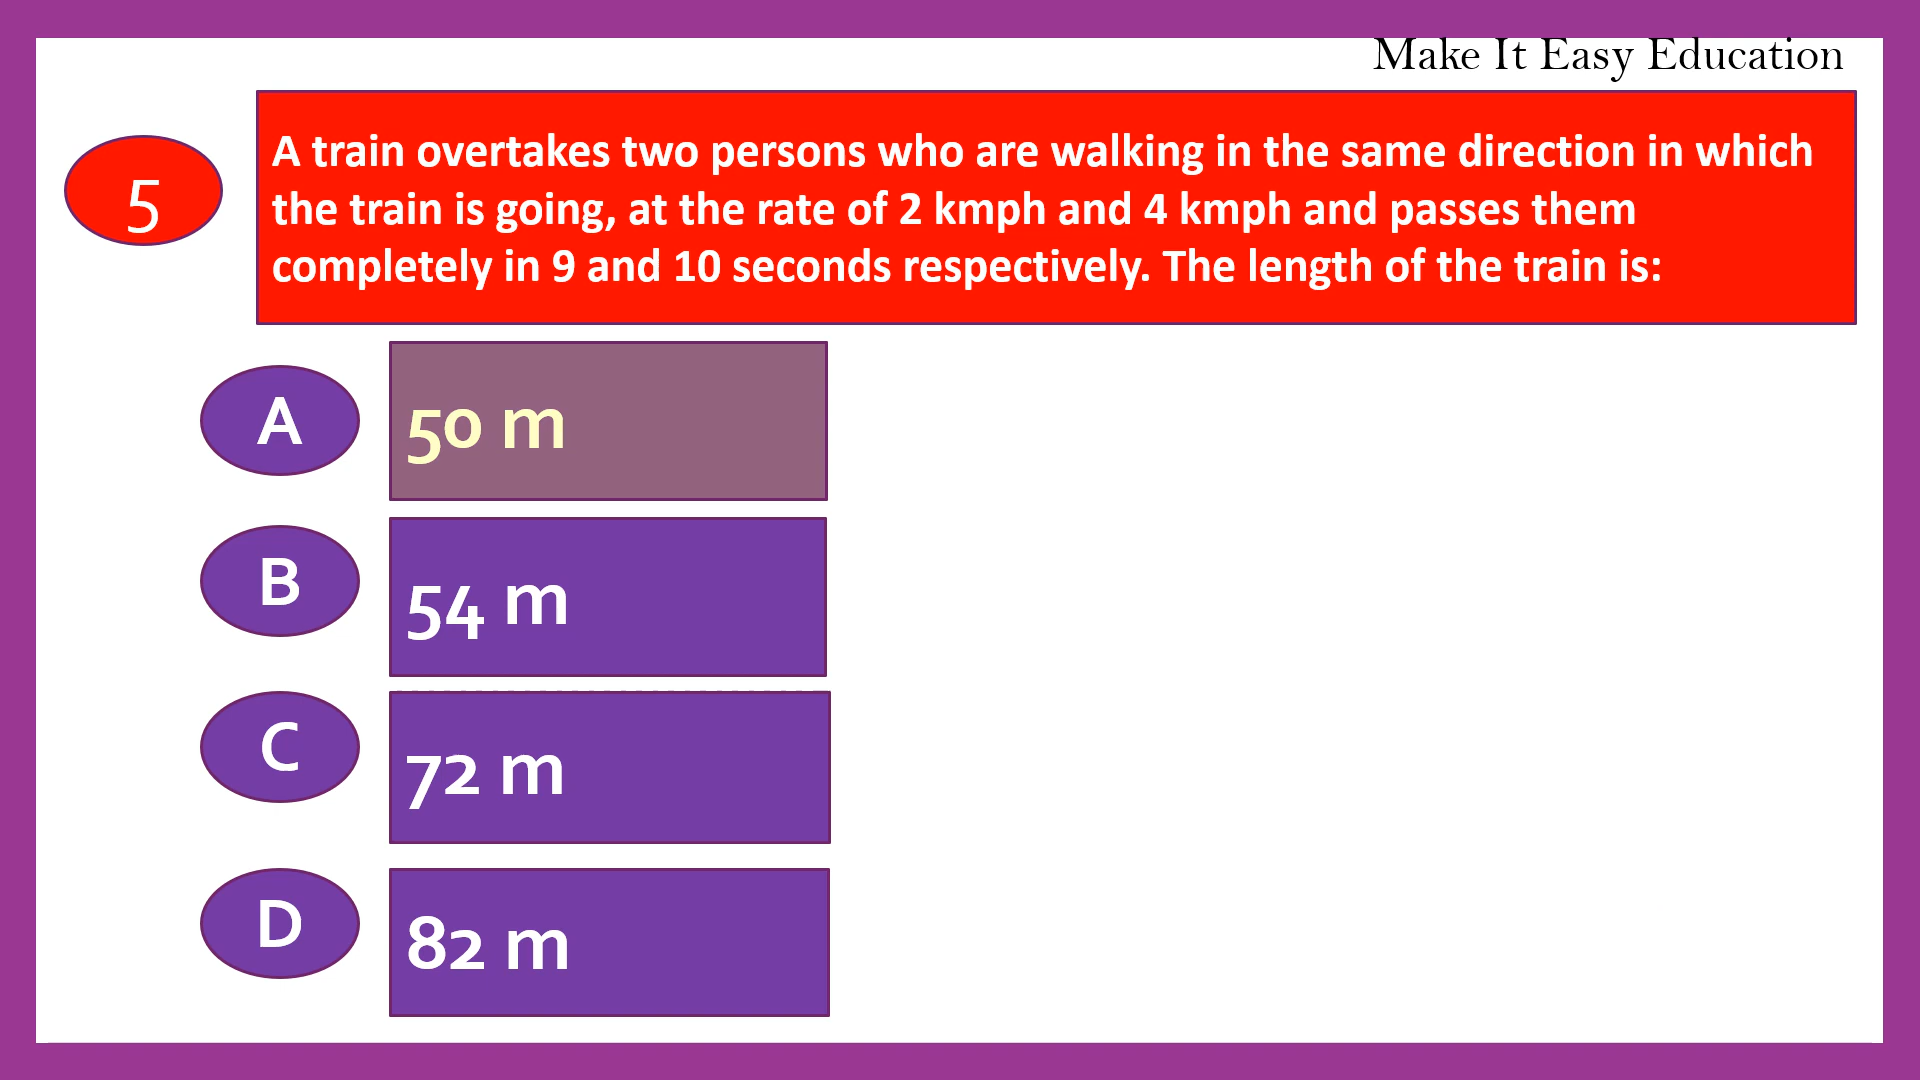 Make It Easy Education
5
A train overtakes two persons who are walking in the same direction in which
the train is going, at the rate of 2 kmph and 4 kmph and passes them
completely in 9 and 10 seconds respectively. The length of the train is:
A
50 m
B
54 m
C
72 m
D
82 m